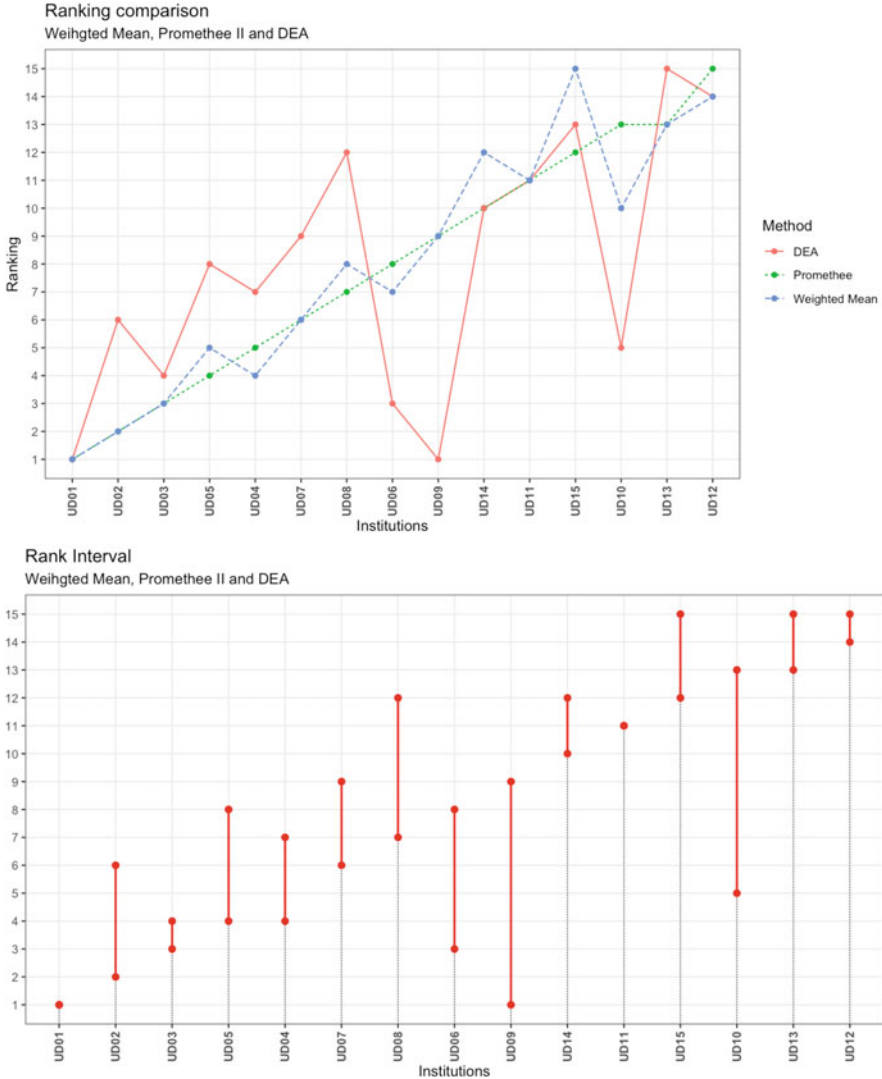 Ranking comparison
Weihgted Mean, Promethee II and DEA
15
14
13
12
11
10
9
8
7
6
5
4
3
2
1
Ranking
UD01 UD02 UD03 UD05 UD04 UD07 UD08 UD06 UD09 UD14 UD11 UD15 UD10 UD13 UD12
Institutions
Method
DEA
Promethee
Weighted Mean
Rank Interval
Weihgted Mean, Promethee II and DEA
15
14
13
12
11
10
9
8
7
6
5
4
3
2
1
UD01 UD02 UD03 UD05 UD04 UD07 UD08 UD06 UD09 UD14 UD11 UD15 UD10 UD13 UD12
Institutions